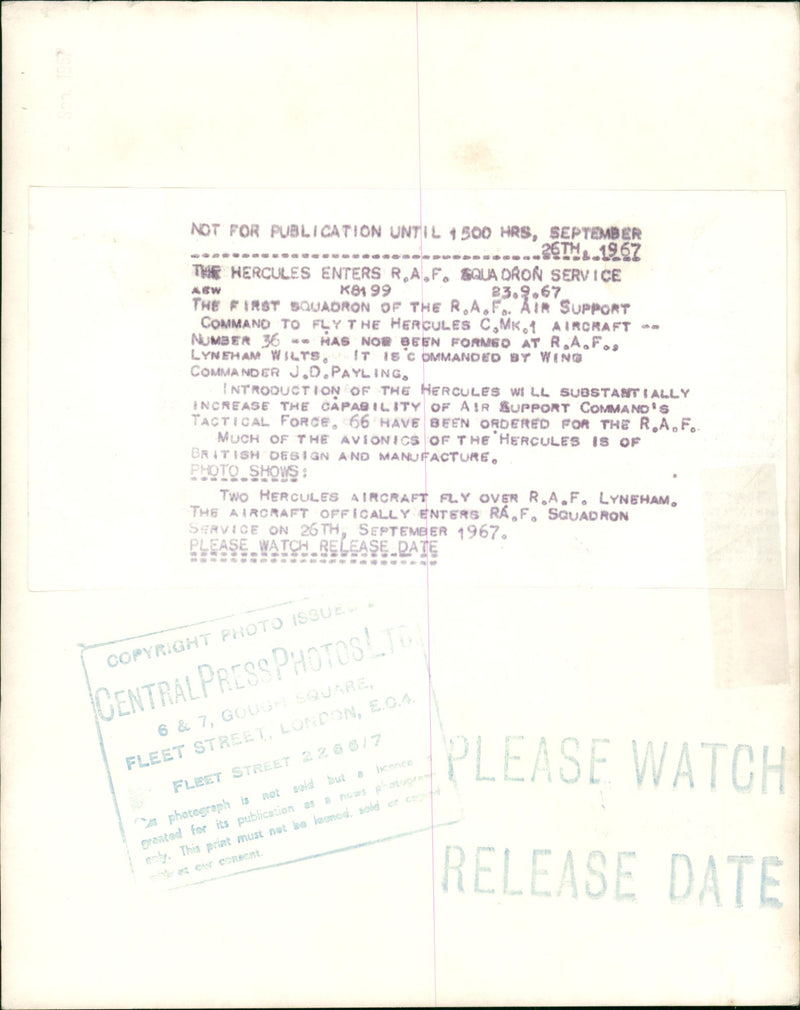 Sep. 1967
NOT FOR PUBLICATION UNTIL 1500 HRS, SEPTEMBER
26TH, 1967
THE HERCULES ENTERS R.A.F. SQUADRON SERVICE
ASW K8199 23.9.67
THE FIRST SQUADRON OF THE R.A.F. AIR SUPPORT
COMMAND TO FLY THE HERCULES C.MK.1 AIRCRAFT --
NUMBER 36 -- HAS NOW BEEN FORMED AT R.A.F.,
LYNEHAM WILTS. IT IS COMMANDED BY WING
COMMANDER J.D.PAYLING.
INTRODUCTION OF THE HERCULES WILL SUBSTANTIALLY
INCREASE THE CAPABILITY OF AIR SUPPORT COMMAND'S
TACTICAL FORCE. 66 HAVE BEEN ORDERED FOR THE R.A.F.
MUCH OF THE AVIONICS OF THE HERCULES IS OF
BRITISH DESIGN AND MANUFACTURE.
PHOTO SHOWS:
TWO HERCULES AIRCRAFT FLY OVER R.A.F. LYNEHAM.
THE AIRCRAFT OFFICALLY ENTERS RA.F. SQUADRON
SERVICE ON 26TH, SEPTEMBER 1967.
PLEASE WATCH RELEASE DATE
COPYRIGHT PHOTO ISSUED
CENTRAL PRESS PHOTOS LTD
6 & 7, GOUGH SQUARE,
FLEET STREET, LONDON, E.C.4.
FLEET STREET 2266/7
This photograph is not sold but a licence
granted for its publication as a news photograph
only. This print must not be loaned, sold or copied
without our consent.
PLEASE WATCH
RELEASE DATE